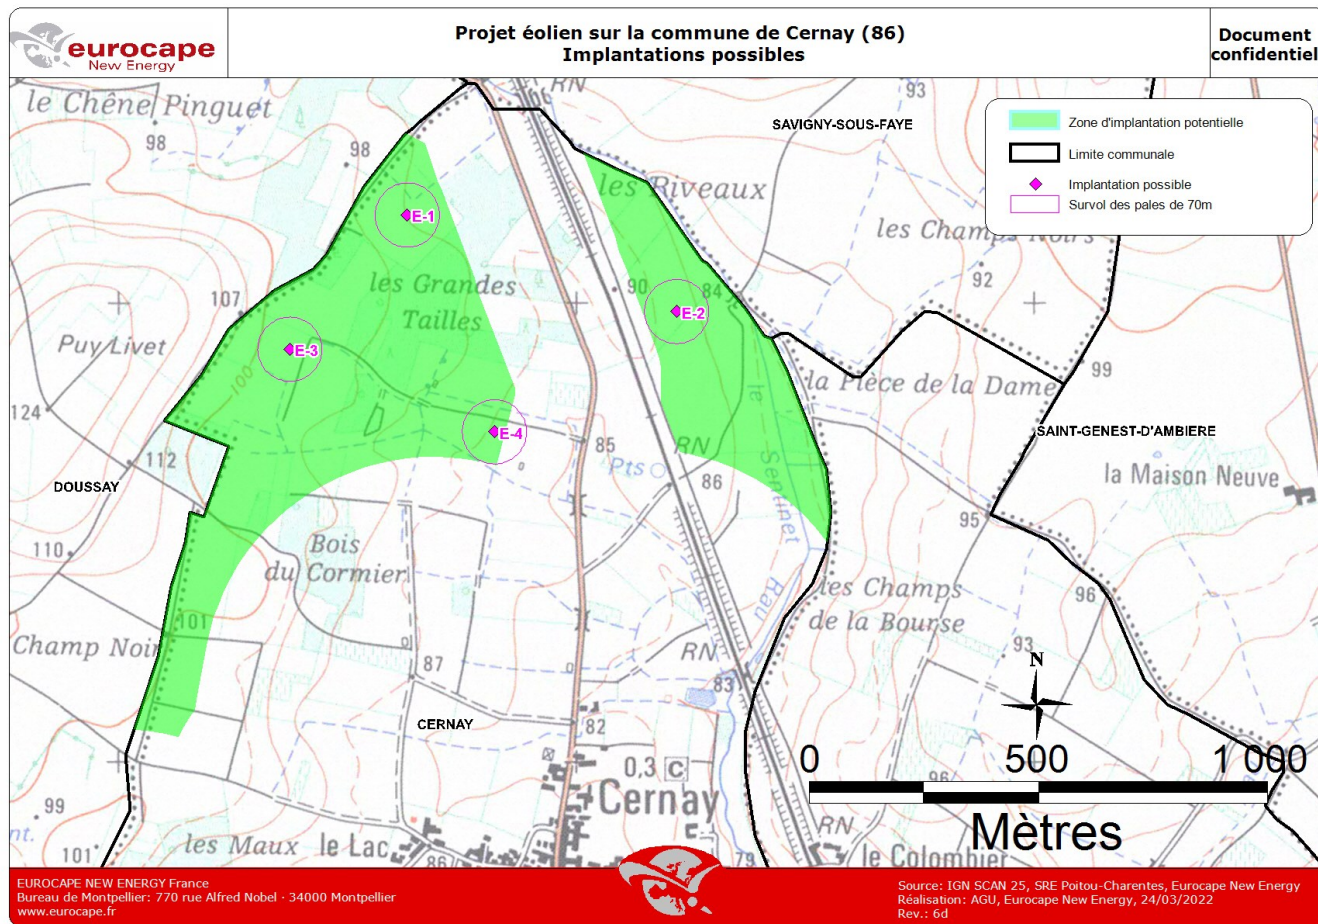 eurocape
New Energy
Projet éolien sur la commune de Cernay (86)
Implantations possibles
Document
confidentiel
Zone d'implantation potentielle
Limite communale
Implantation possible
Survol des pales de 70m
RN
93
le Chêne Pinguet
98
98
SAVIGNY-SOUS-FAYE
les Riveaux
E-1
les Champs Noirs
92
les Grandes
Tailles
107
90
84
E-2
Puy Livet
E-3
100
99
la Pièce de la Dame
124
E-4
85
RN
SAINT-GENEST-D'AMBIERE
112
Pts
86
le Sentinet
la Maison Neuve
DOUSSAY
95
110
Bois
du Cormier
Rau
les Champs
de la Bourse
96
101
Champ Noir
87
RN
93
N
83
CERNAY
82
0
500
1 000
0,3
C
96
Cernay
99
Mètres
nt.
101
les Maux
le Lac
86
79
RN
le Colombier
EUROCAPE NEW ENERGY France
Bureau de Montpellier: 770 rue Alfred Nobel - 34000 Montpellier
www.eurocape.fr
Source: IGN SCAN 25, SRE Poitou-Charentes, Eurocape New Energy
Réalisation: AGU, Eurocape New Energy, 24/03/2022
Rev.: 6d